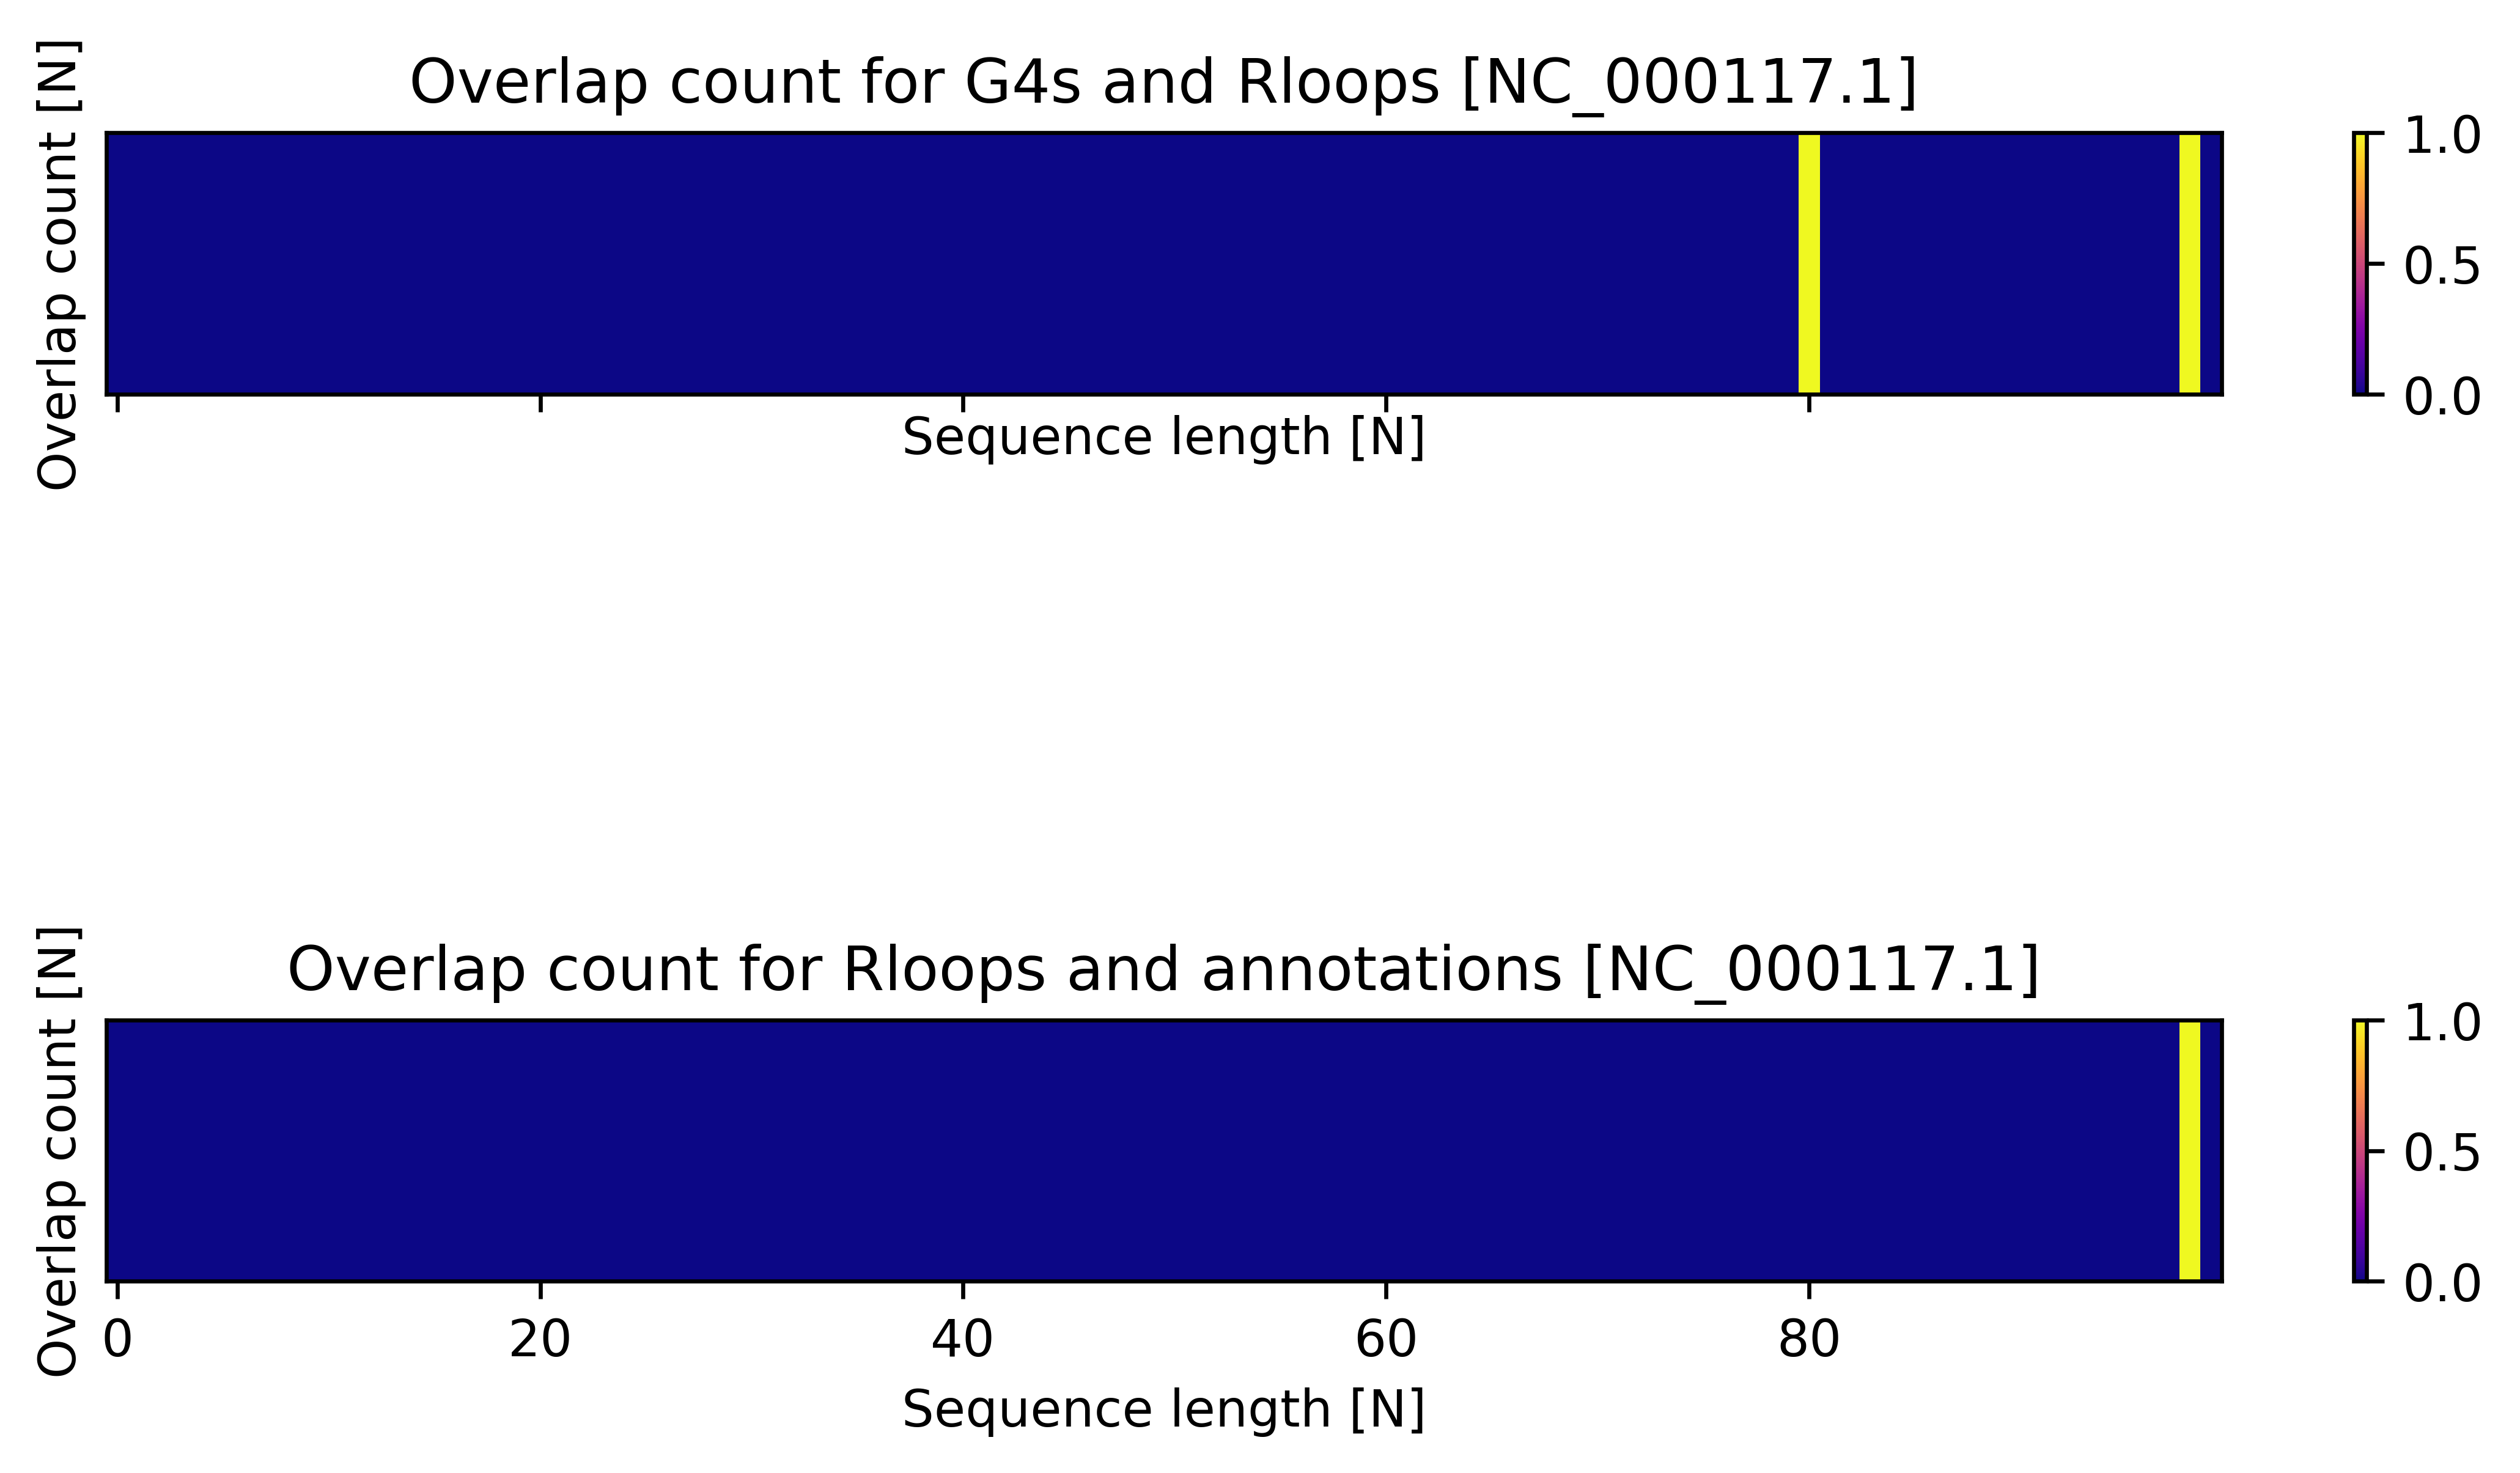 Overlap count for G4s and Rloops [NC_000117.1]
Overlap count [N]
1.0
0.5
0.0
Sequence length [N]
Overlap count for Rloops and annotations [NC_000117.1]
Overlap count [N]
1.0
0.5
0.0
0 20 40 60 80
Sequence length [N]